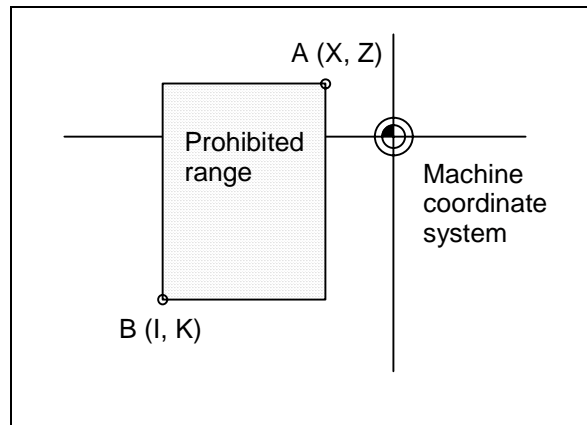 A (X, Z)
Prohibited
range
Machine
coordinate
system
B (I, K)